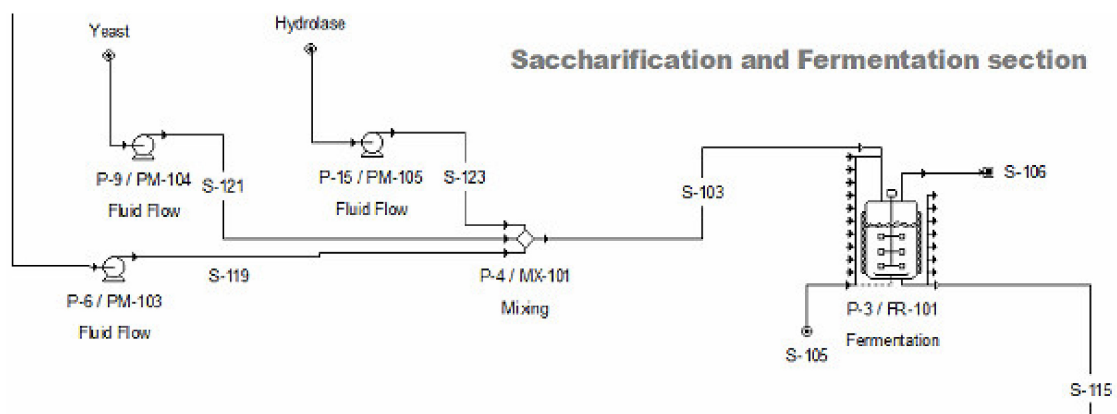 Yeast
Hydrolase
Saccharification and Fermentation section
P-9 / PM-104
Fluid Flow
S-121
P-15 / PM-105
Fluid Flow
S-123
S-103
S-106
S-119
P-6 / PM-103
Fluid Flow
P-4 / MX-101
Mixing
P-3 / FR-101
Fermentation
S-105
S-115